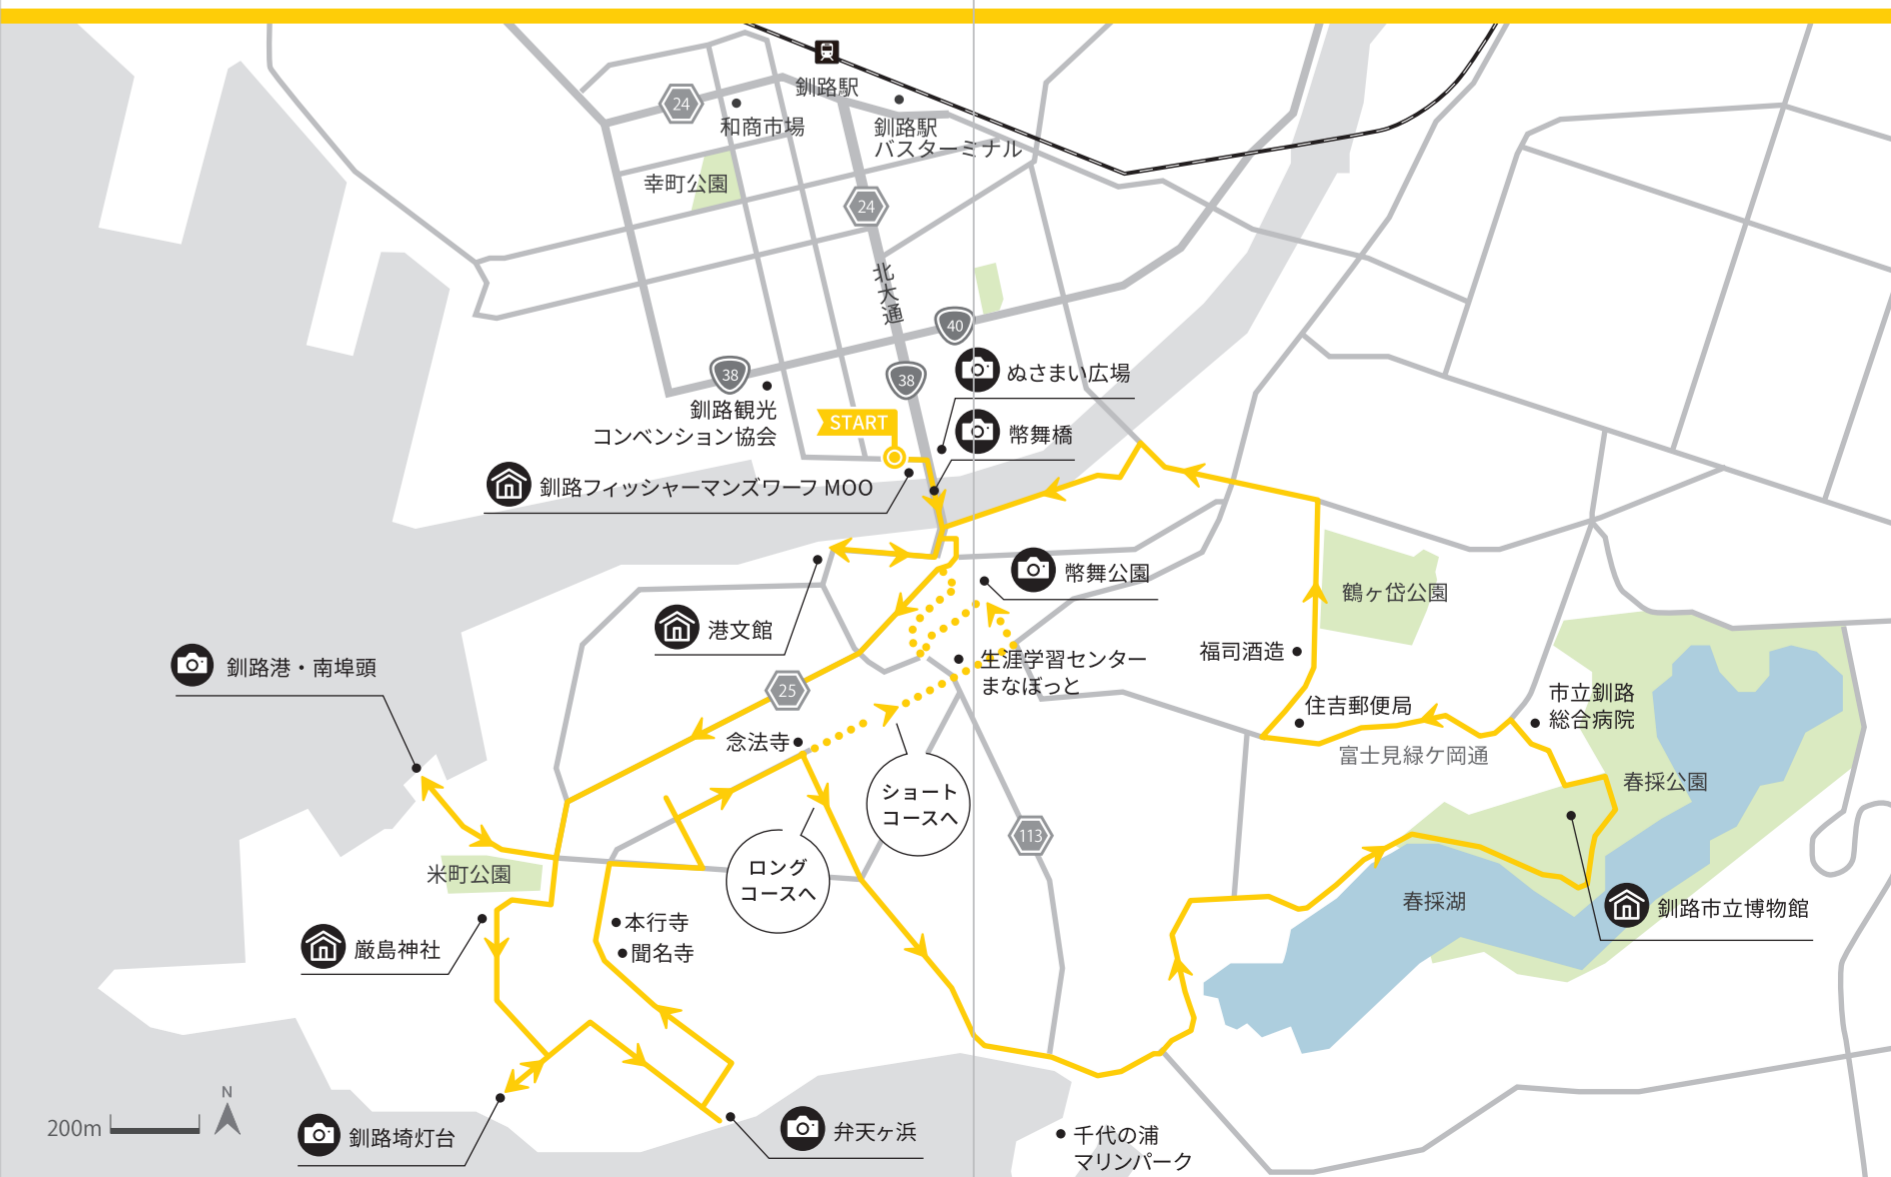 釧路駅
24
和商市場
釧路駅
バスターミナル
幸町公園
24
北大通
40
38
38
ぬさまい広場
釧路観光
コンベンション協会
START
幣舞橋
釧路フィッシャーマンズワーフ MOO
幣舞公園
鶴ヶ岱公園
港文館
福司酒造
生涯学習センター
まなぼっと
釧路港・南埠頭
25
市立釧路
総合病院
住吉郵便局
念法寺
富士見緑ケ岡通
春採公園
ショート
コースへ
113
米町公園
ロング
コースへ
春採湖
釧路市立博物館
本行寺
厳島神社
聞名寺
N
200m
釧路埼灯台
弁天ヶ浜
千代の浦
マリンパーク